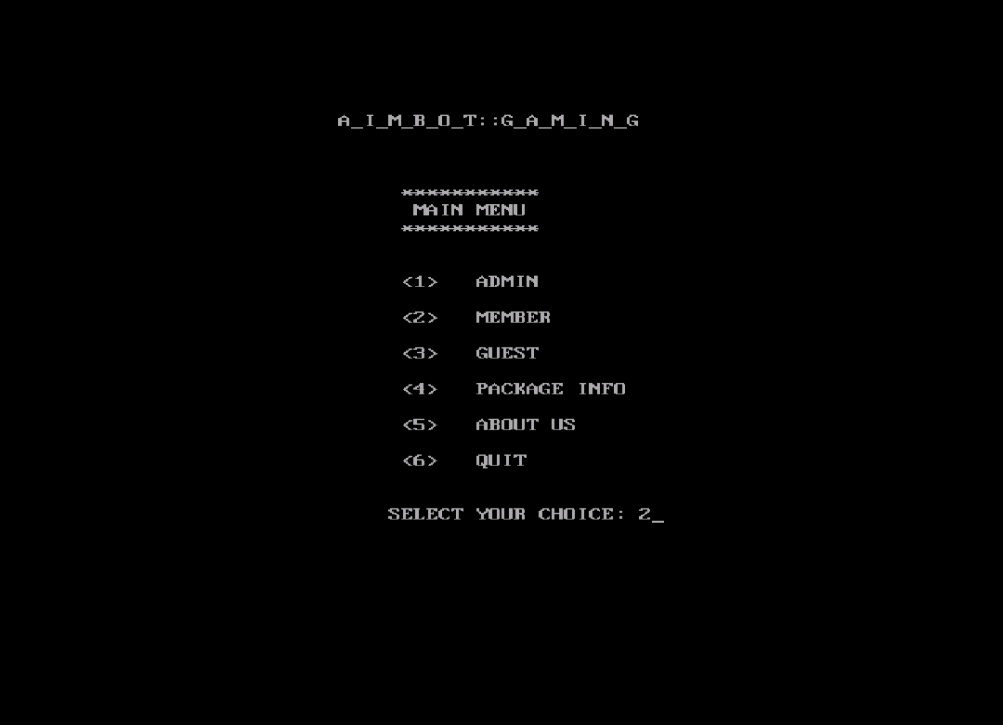 A_I_M_B_O_T::G_A_M_I_N_G
***********
MAIN MENU
***********
<1> ADMIN
<2> MEMBER
<3> GUEST
<4> PACKAGE INFO
<5> ABOUT US
<6> QUIT
SELECT YOUR CHOICE: 2_